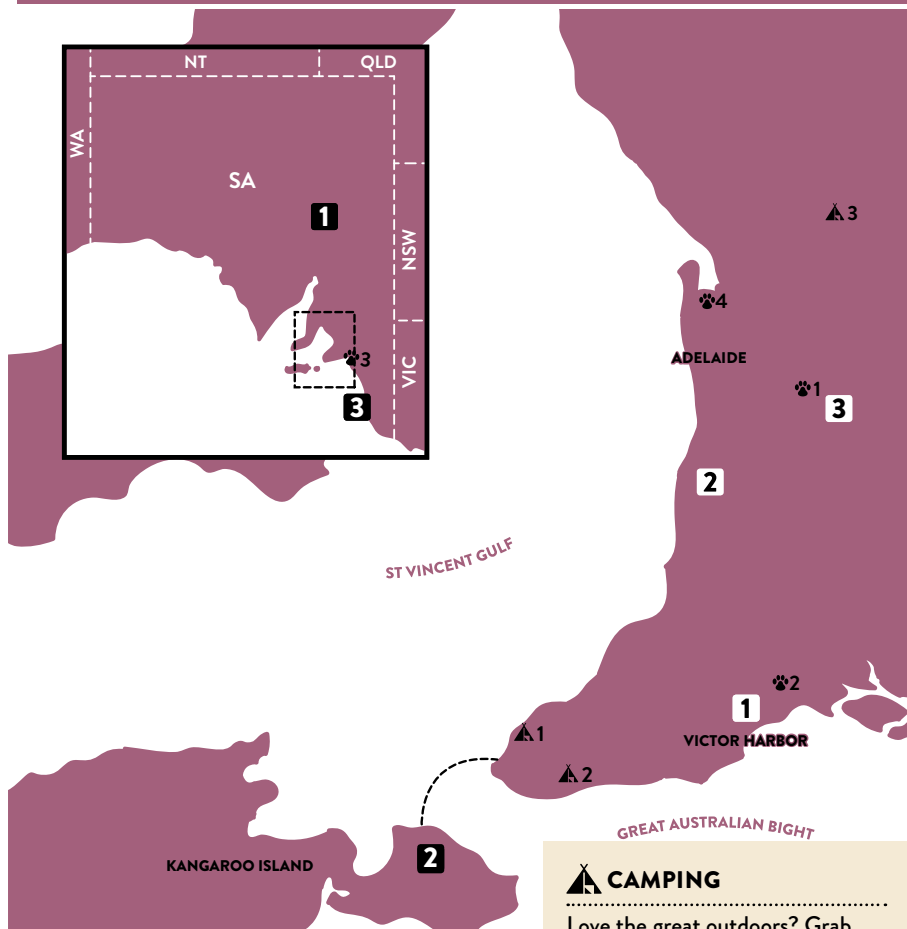 NT
QLD
WA
SA
1
NSW
3
VIC
3
3
4
ADELAIDE
1
3
2
ST VINCENT GULF
2
1
1
VICTOR HARBOR
2
GREAT AUSTRALIAN BIGHT
2
KANGAROO ISLAND
CAMPING
Love the great outdoors? Grab